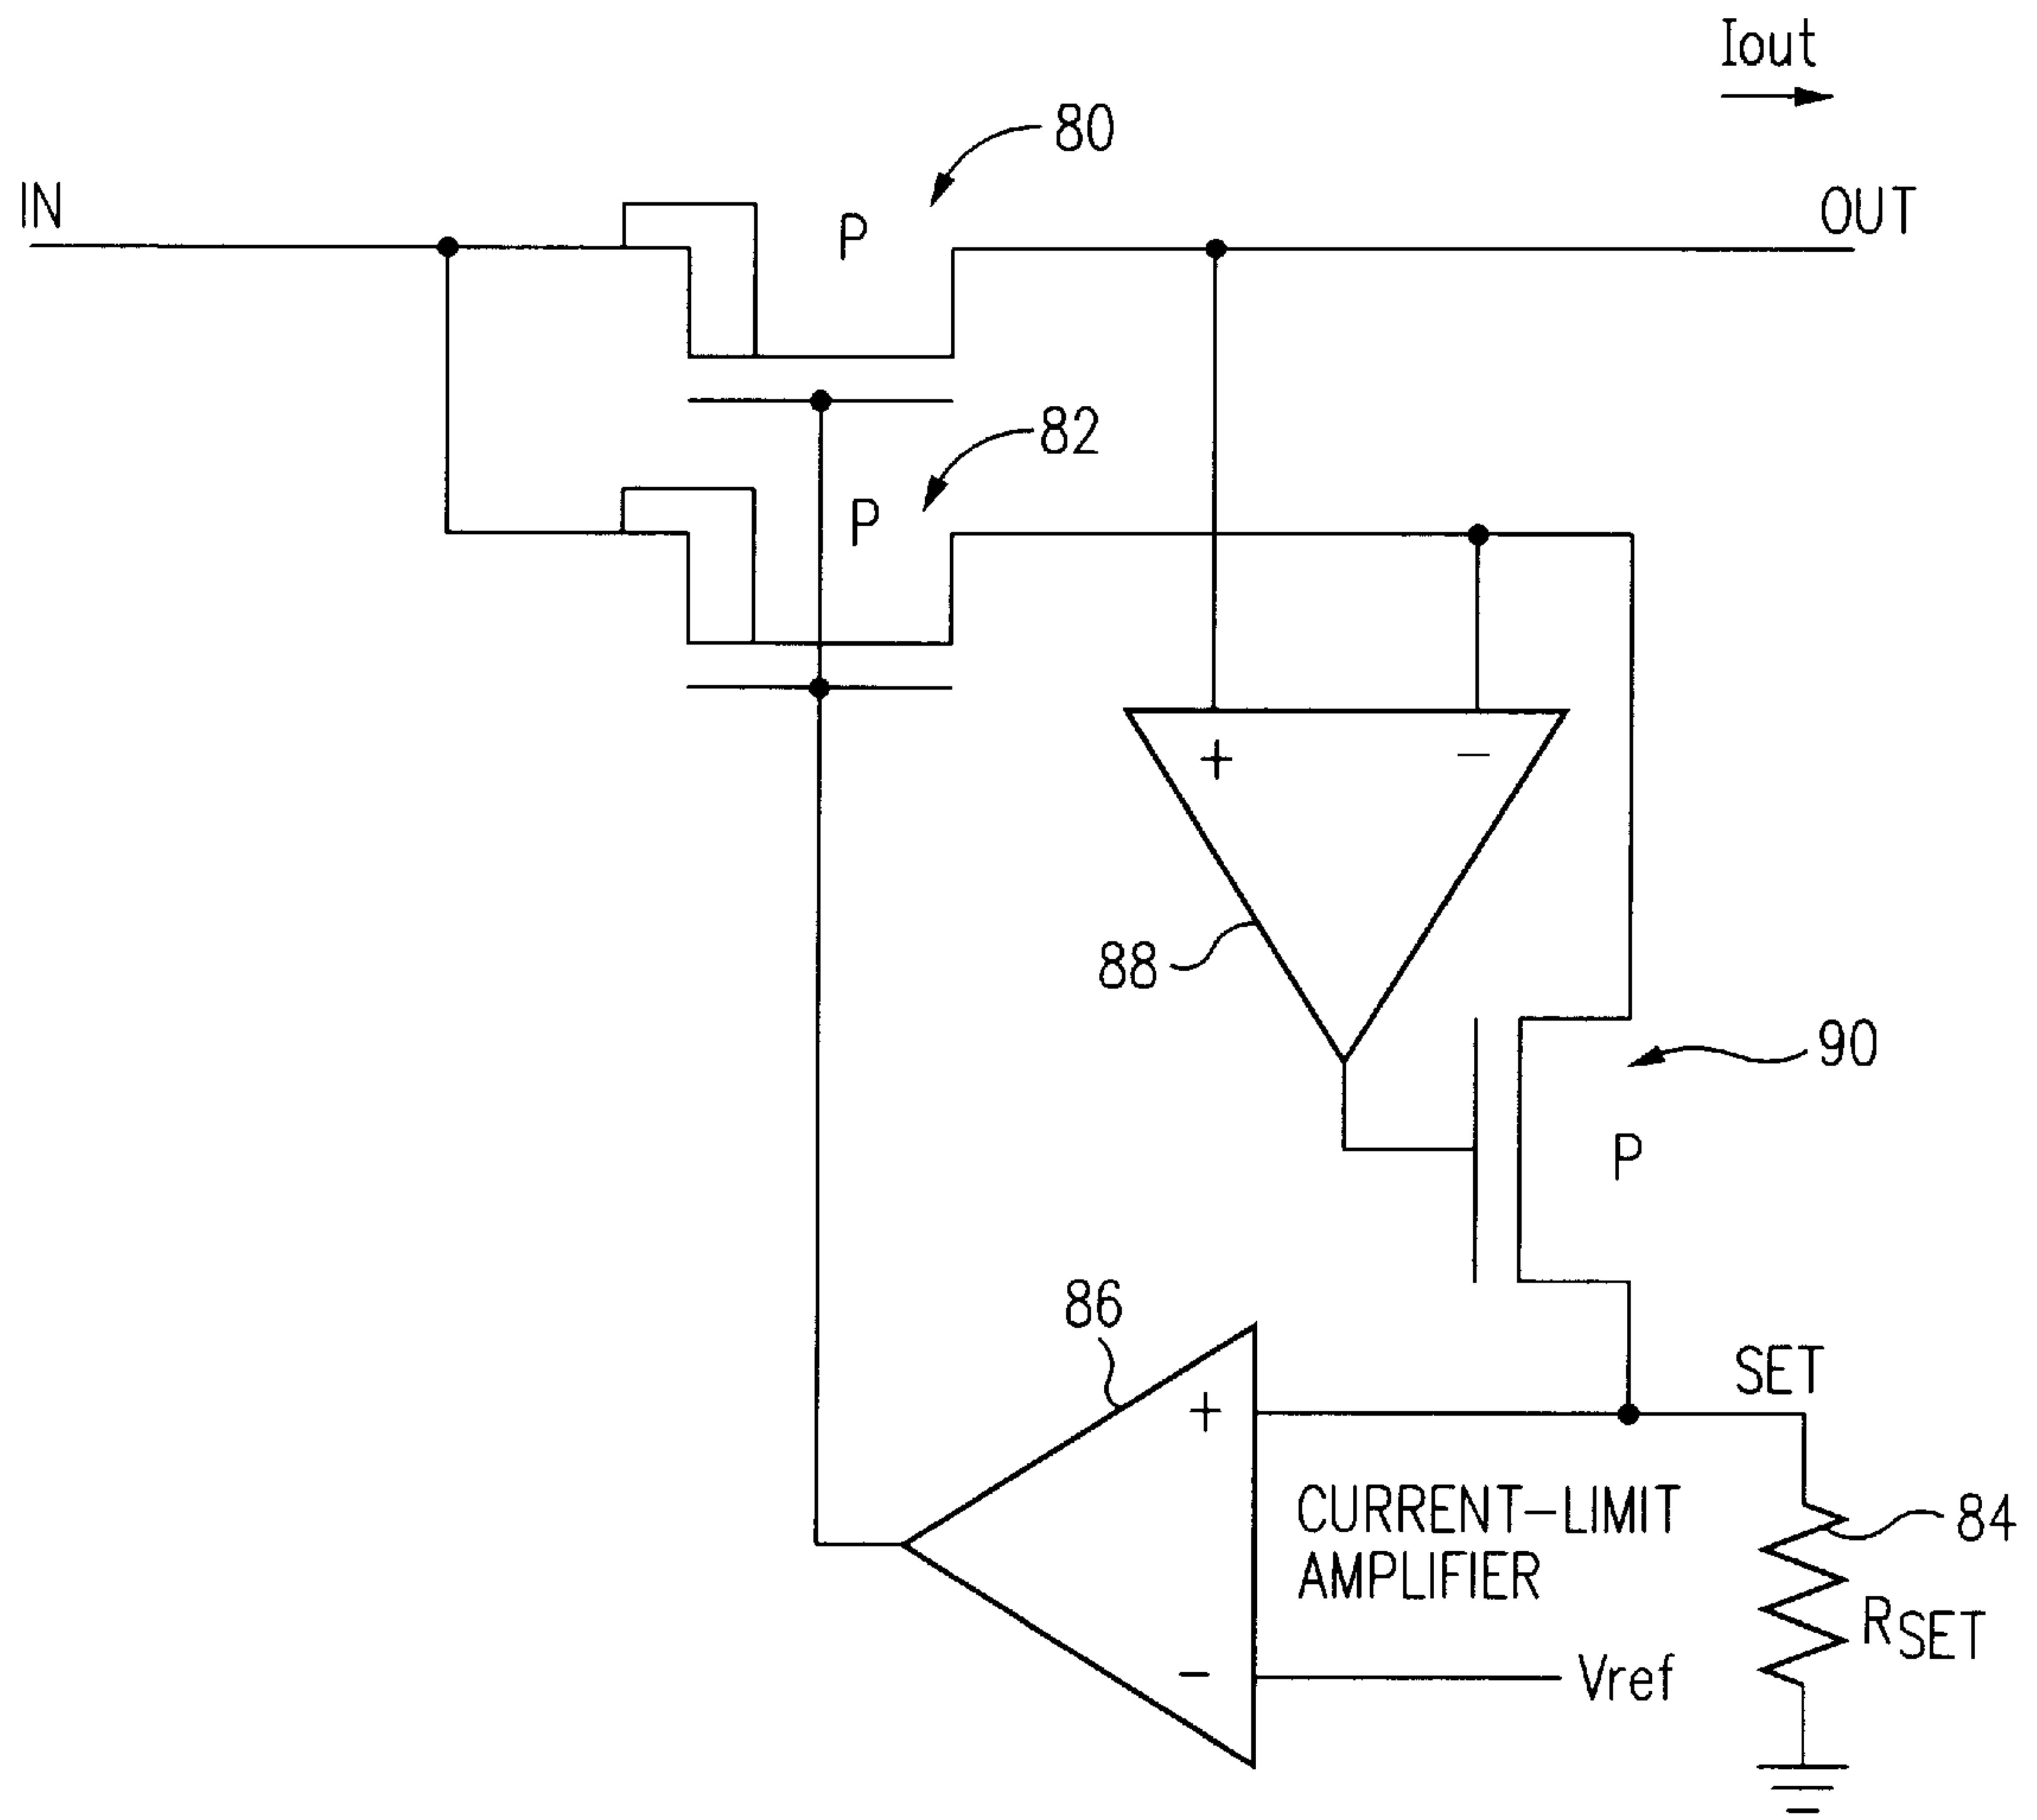 Iout
80
IN
P
OUT
82
P
+
−
88
90
P
86
SET
+
CURRENT-LIMIT
AMPLIFIER
84
RSET
−
Vref